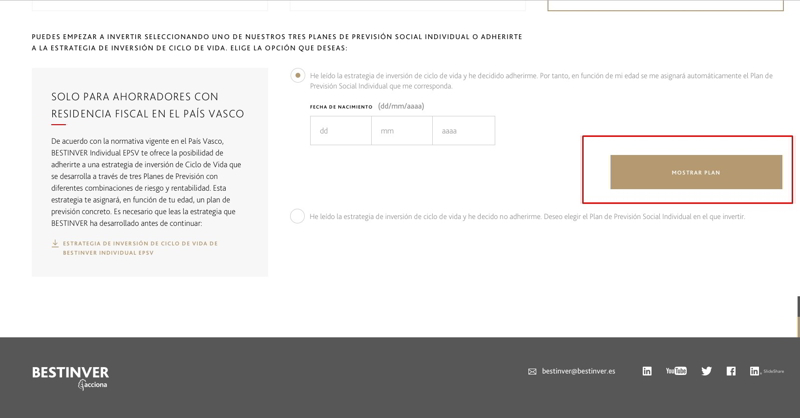 PUEDES EMPEZAR A INVERTIR SELECCIONANDO UNO DE NUESTROS TRES PLANES DE PREVISIÓN SOCIAL INDIVIDUAL O ADHERIRTE
A LA ESTRATEGIA DE INVERSIÓN DE CICLO DE VIDA. ELIGE LA OPCIÓN QUE DESEAS:
SOLO PARA AHORRADORES CON
RESIDENCIA FISCAL EN EL PAÍS VASCO
De acuerdo con la normativa vigente en el País Vasco,
BESTINVER Individual EPSV te ofrece la posibilidad de
adherirte a una estrategia de inversión de Ciclo de Vida que
se desarrolla a través de tres Planes de Previsión con
diferentes combinaciones de riesgo y rentabilidad. Esta
estrategia te asignará, en función de tu edad, un plan de
previsión concreto. Es necesario que leas la estrategia que
BESTINVER ha desarrollado antes de continuar:
ESTRATEGIA DE INVERSIÓN DE CICLO DE VIDA DE
BESTINVER INDIVIDUAL EPSV
He leído la estrategia de inversión de ciclo de vida y he decidido adherirme. Por tanto, en función de mi edad se me asignará automáticamente el Plan de
Previsión Social Individual que me corresponda.
FECHA DE NACIMIENTO (dd/mm/aaaa)
dd mm aaaa
MOSTRAR PLAN
He leído la estrategia de inversión de ciclo de vida y he decido no adherirme. Deseo elegir el Plan de Previsión Social Individual en el que invertir.
BESTINVER
acciona
bestinver@bestinver.es
YouTube
SlideShare